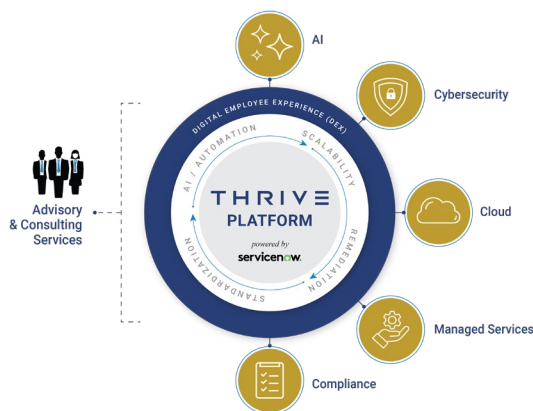 AI
Cybersecurity
Cloud
Managed Services
Compliance
Advisory
& Consulting
Services
DIGITAL EMPLOYEE EXPERIENCE (DEX)
AI / AUTOMATION
SCALABILITY
REMEDIATION
STANDARDIZATION
THRIVE
PLATFORM
powered by
servicenow.